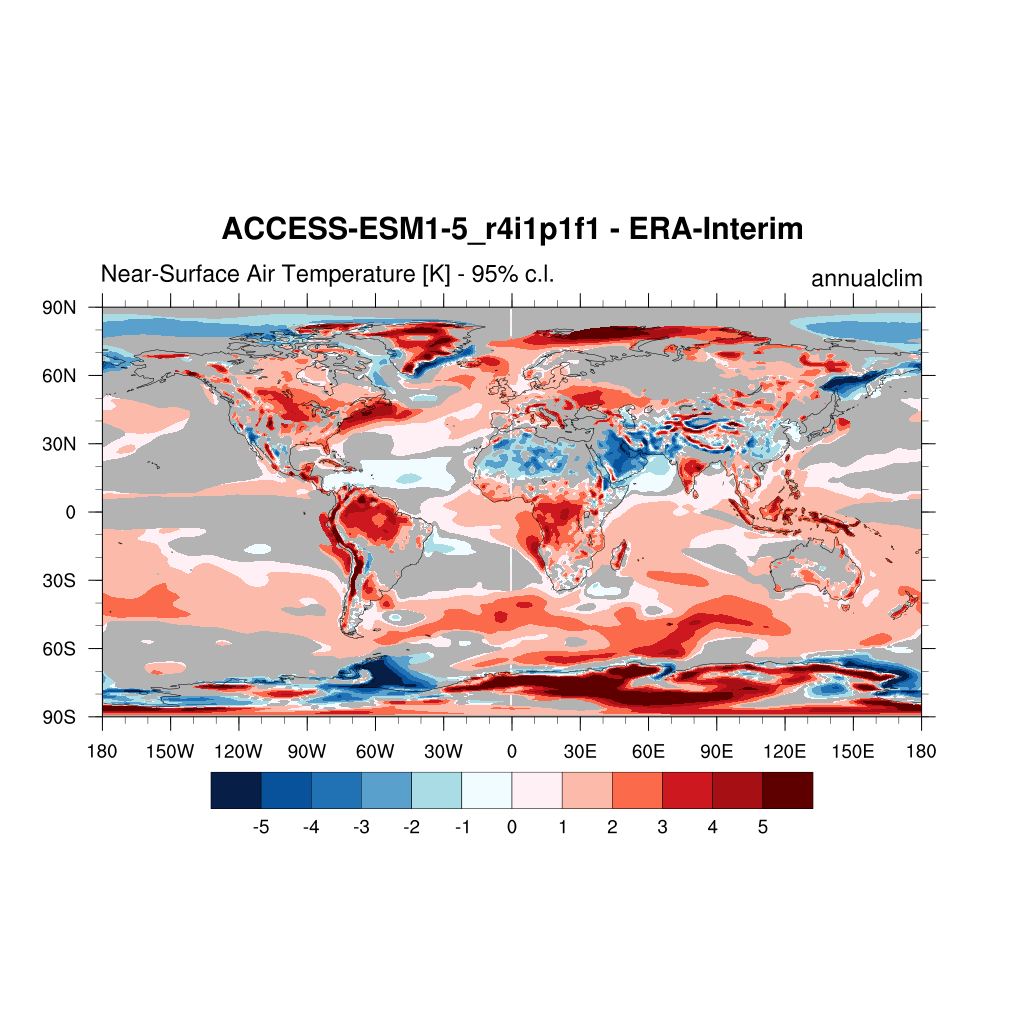 ACCESS-ESM1-5_r4i1p1f1 - ERA-Interim
Near-Surface Air Temperature [K] - 95% c.l. annualclim
90N
60N
30N
0
30S
60S
90S
180 150W 120W 90W 60W 30W 0 30E 60E 90E 120E 150E 180
-5 -4 -3 -2 -1 0 1 2 3 4 5